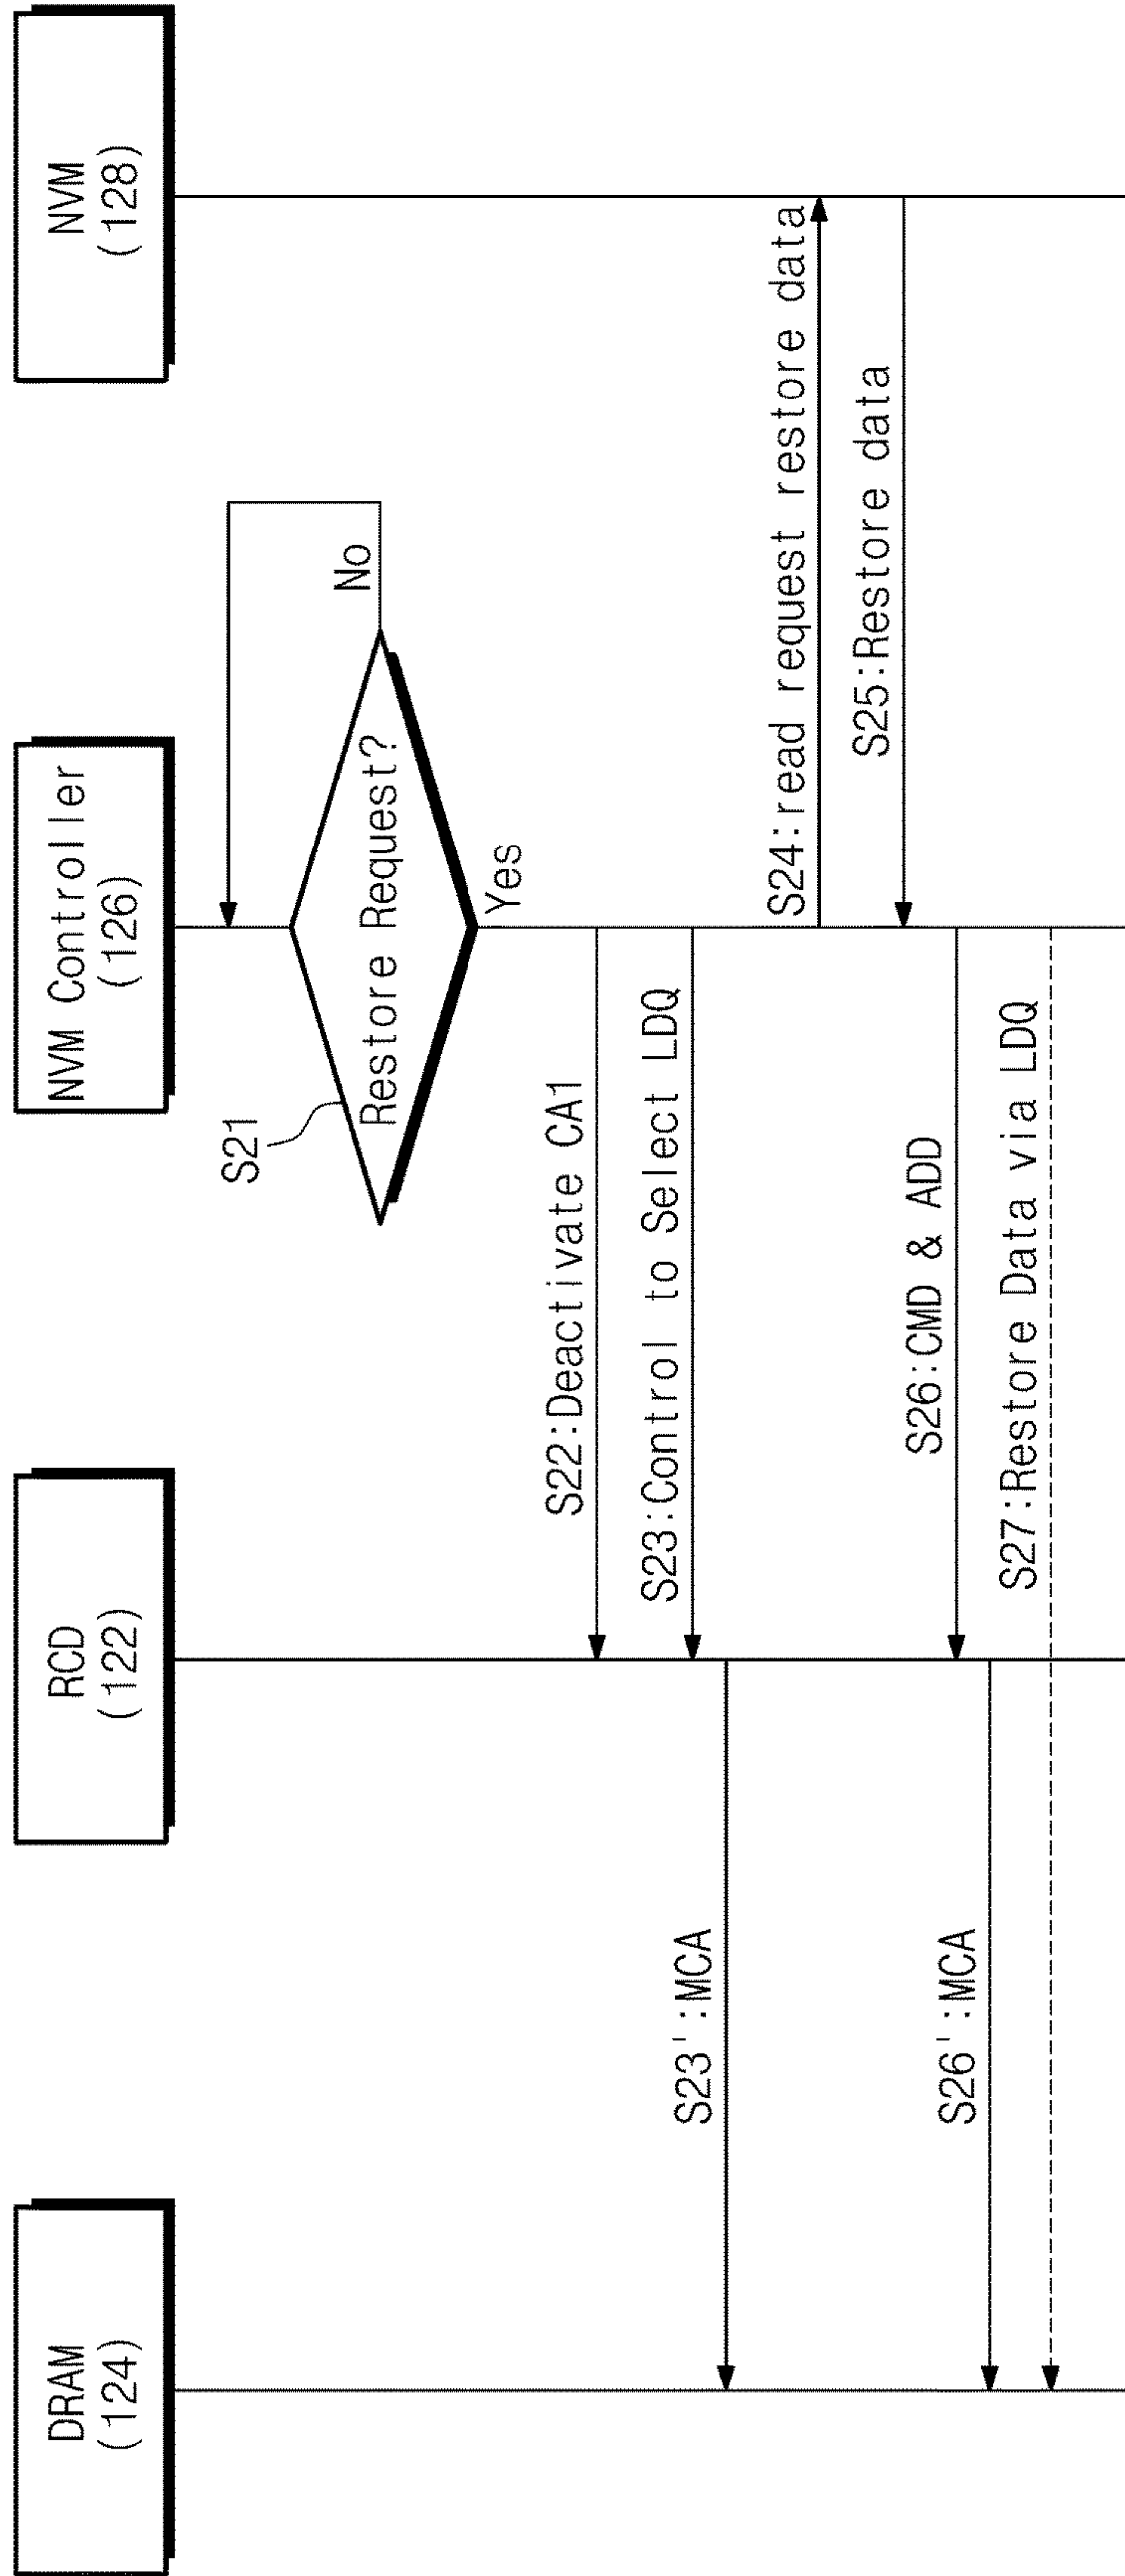 DRAM
(124)
RCD
(122)
NVM Controller
(126)
NVM
(128)
S21
Restore Request?
No
Yes
S22:Deactivate CA1
S23:Control to Select LDQ
S23':MCA
S24:read request restore data
S25:Restore data
S26:CMD & ADD
S26':MCA
S27:Restore Data via LDQ